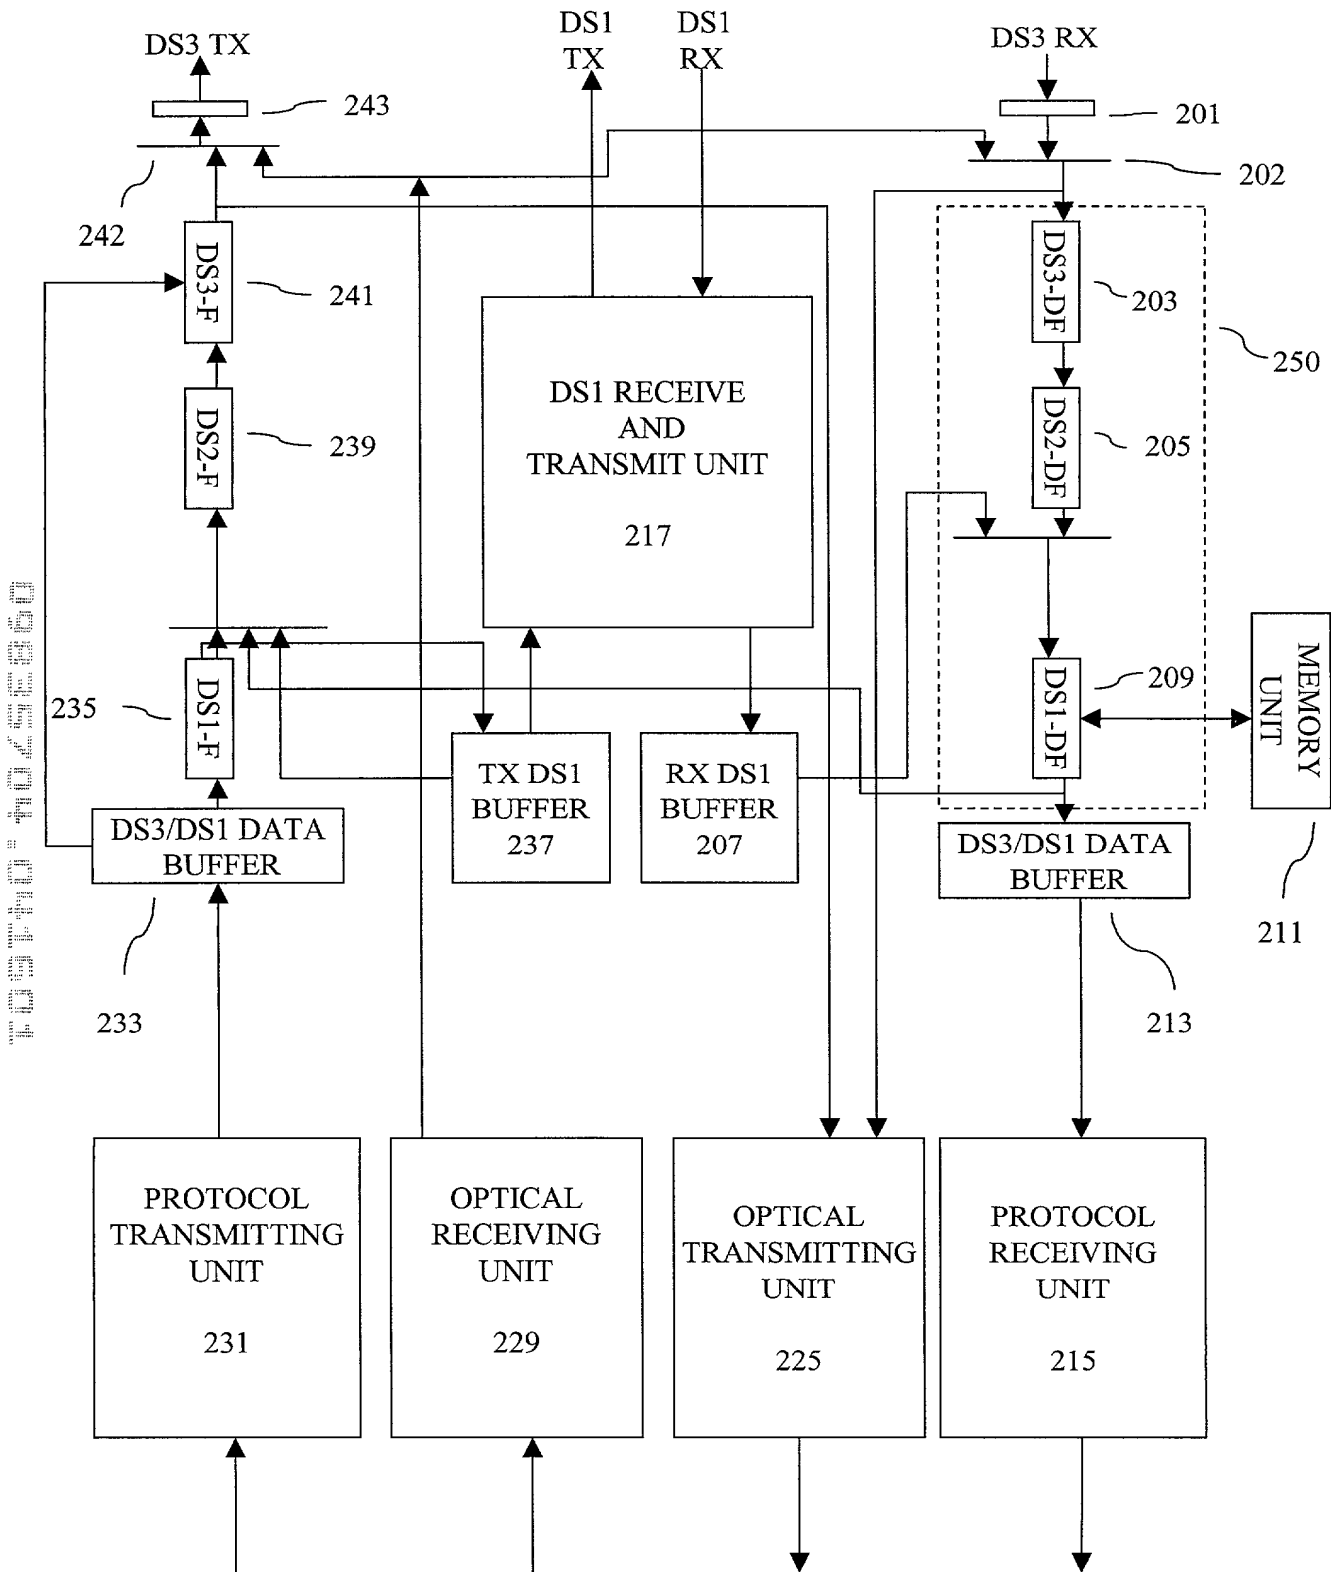 DS3 TX
DS1
TX
DS1
RX
DS3 RX
243
201
202
242
DS3-F
241
DS3-DF
203
250
DS1 RECEIVE
AND
TRANSMIT UNIT
217
DS2-F
239
DS2-DF
205
235
DS1-F
DS1-DF
209
MEMORY
UNIT
211
TX DS1
BUFFER
237
RX DS1
BUFFER
207
DS3/DS1 DATA
BUFFER
233
DS3/DS1 DATA
BUFFER
213
PROTOCOL
TRANSMITTING
UNIT
231
OPTICAL
RECEIVING
UNIT
229
OPTICAL
TRANSMITTING
UNIT
225
PROTOCOL
RECEIVING
UNIT
215